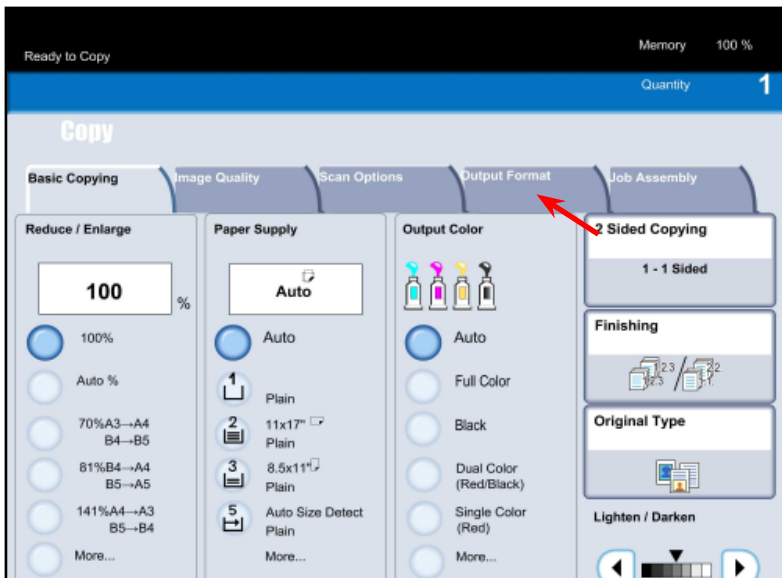 Ready to Copy
Memory 100 %
Quantity 1
Copy
Basic Copying
Image Quality
Scan Options
Output Format
Job Assembly
Reduce / Enlarge
100 %
100%
Auto %
70%A3→A4
B4→B5
81%B4→A4
B5→A5
141%A4→A3
B5→B4
More...
Paper Supply
Auto
Auto
1
Plain
2
11x17"
Plain
3
8.5x11"
Plain
5
Auto Size Detect
Plain
More...
Output Color
Auto
Full Color
Black
Dual Color
(Red/Black)
Single Color
(Red)
More...
2 Sided Copying
1 - 1 Sided
Finishing
Original Type
Lighten / Darken